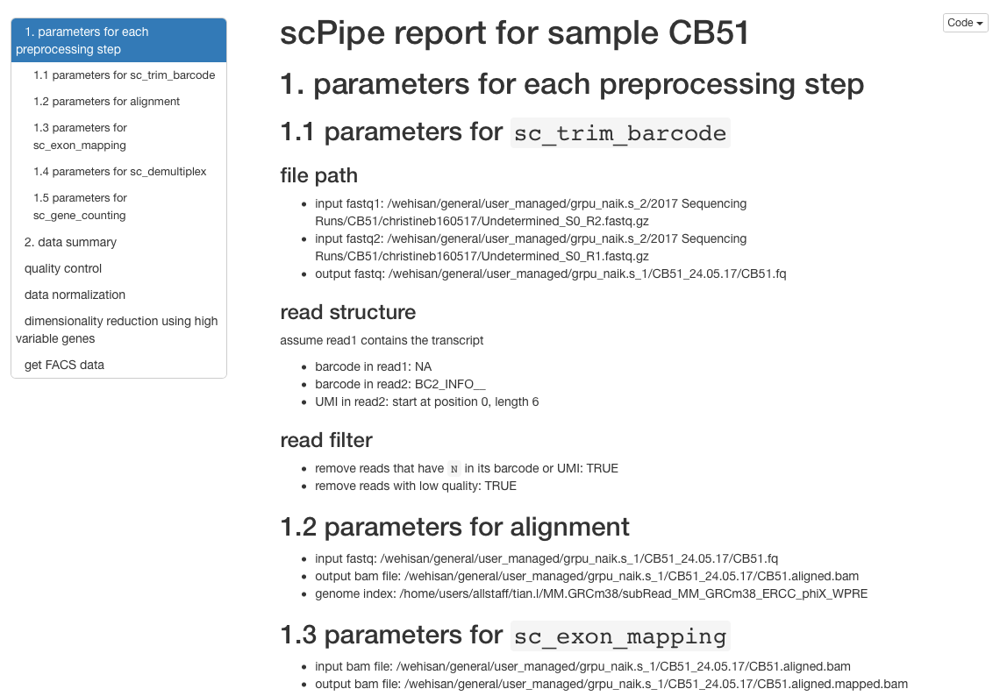 1. parameters for each
preprocessing step
1.1 parameters for sc_trim_barcode
1.2 parameters for alignment
1.3 parameters for
sc_exon_mapping
1.4 parameters for sc_demultiplex
1.5 parameters for
sc_gene_counting
2. data summary
quality control
data normalization
dimensionality reduction using high
variable genes
get FACS data
Code
scPipe report for sample CB51
1. parameters for each preprocessing step
1.1 parameters for sc_trim_barcode
file path
• input fastq1: /wehisan/general/user_managed/grpu_naik.s_2/2017 Sequencing
Runs/CB51/christineb160517/Undetermined_S0_R2.fastq.gz
• input fastq2: /wehisan/general/user_managed/grpu_naik.s_2/2017 Sequencing
Runs/CB51/christineb160517/Undetermined_S0_R1.fastq.gz
• output fastq: /wehisan/general/user_managed/grpu_naik.s_1/CB51_24.05.17/CB51.fq
read structure
assume read1 contains the transcript
• barcode in read1: NA
• barcode in read2: BC2_INFO__
• UMI in read2: start at position 0, length 6
read filter
• remove reads that have N in its barcode or UMI: TRUE
• remove reads with low quality: TRUE
1.2 parameters for alignment
• input fastq: /wehisan/general/user_managed/grpu_naik.s_1/CB51_24.05.17/CB51.fq
• output bam file: /wehisan/general/user_managed/grpu_naik.s_1/CB51_24.05.17/CB51.aligned.bam
• genome index: /home/users/allstaff/tian.l/MM.GRCm38/subRead_MM_GRCm38_ERCC_phiX_WPRE
1.3 parameters for sc_exon_mapping
• input bam file: /wehisan/general/user_managed/grpu_naik.s_1/CB51_24.05.17/CB51.aligned.bam
• output bam file: /wehisan/general/user_managed/grpu_naik.s_1/CB51_24.05.17/CB51.aligned.mapped.bam